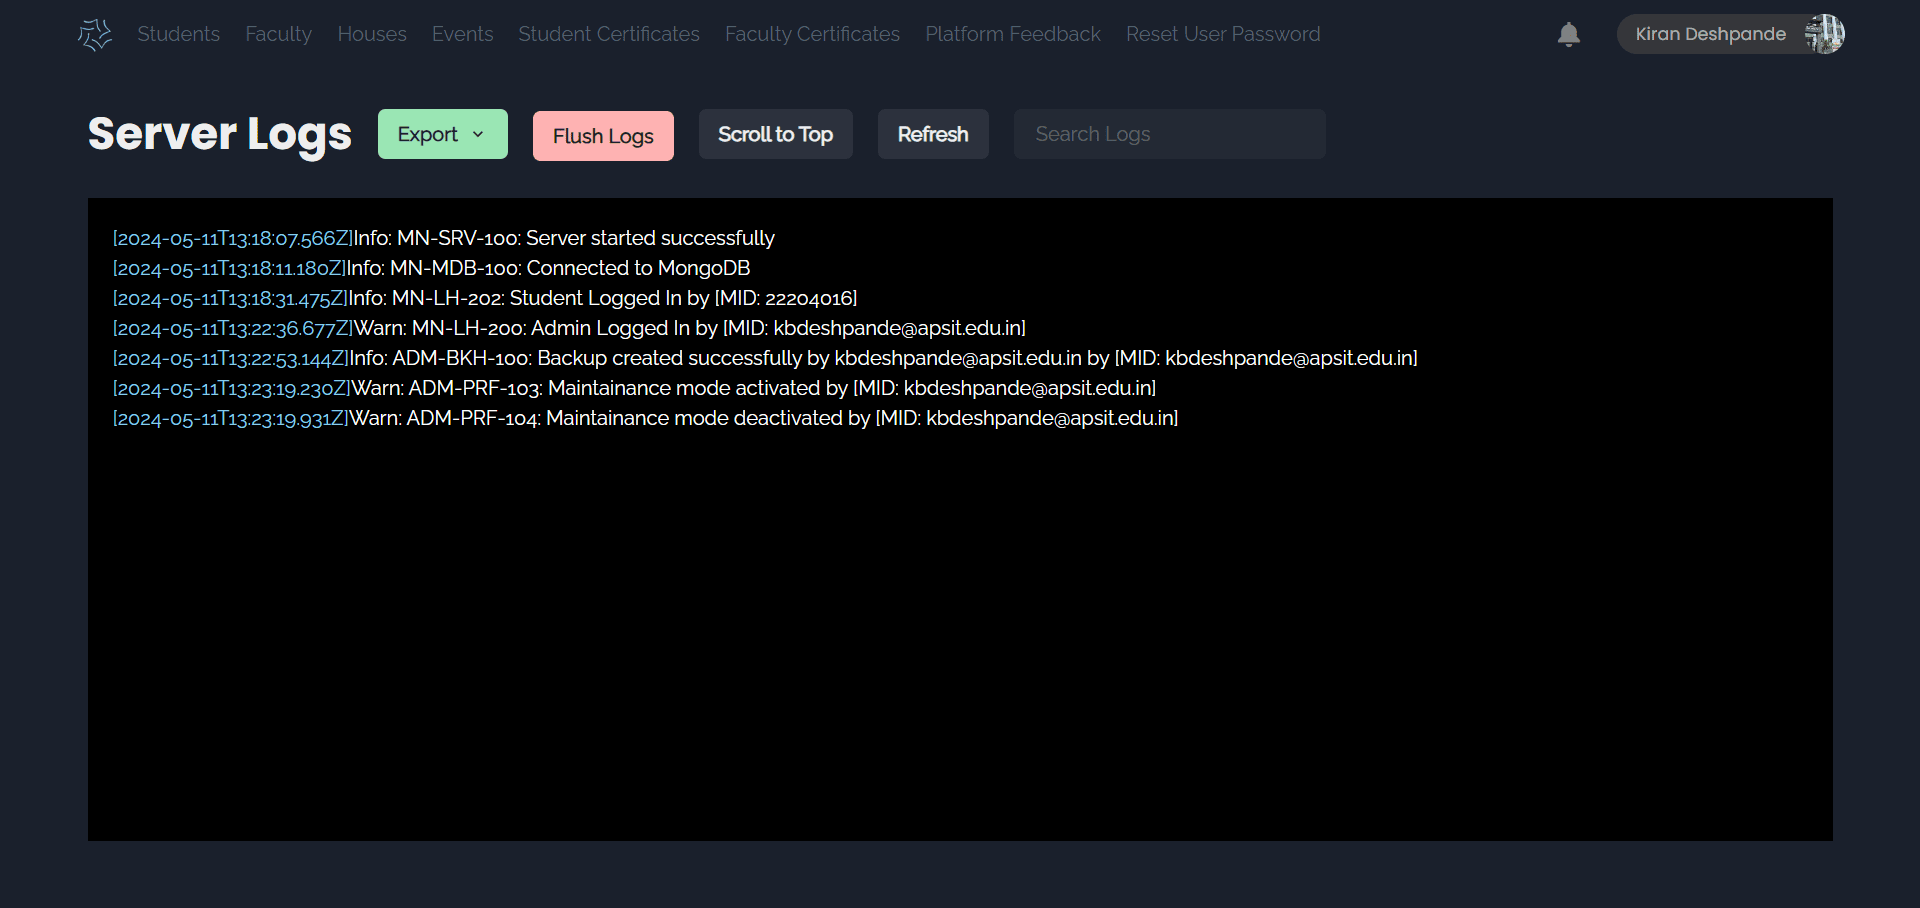 Students Faculty Houses Events Student Certificates Faculty Certificates Platform Feedback Reset User Password Kiran Deshpande
Server Logs Export Flush Logs Scroll to Top Refresh Search Logs
[2024-05-11T13:18:07.566Z]Info: MN-SRV-100: Server started successfully
[2024-05-11T13:18:11.180Z]Info: MN-MDB-100: Connected to MongoDB
[2024-05-11T13:18:31.475Z]Info: MN-LH-202: Student Logged In by [MID: 22204016]
[2024-05-11T13:22:36.677Z]Warn: MN-LH-200: Admin Logged In by [MID: kbdeshpande@apsit.edu.in]
[2024-05-11T13:22:53.144Z]Info: ADM-BKH-100: Backup created successfully by kbdeshpande@apsit.edu.in by [MID: kbdeshpande@apsit.edu.in]
[2024-05-11T13:23:19.230Z]Warn: ADM-PRF-103: Maintainance mode activated by [MID: kbdeshpande@apsit.edu.in]
[2024-05-11T13:23:19.931Z]Warn: ADM-PRF-104: Maintainance mode deactivated by [MID: kbdeshpande@apsit.edu.in]